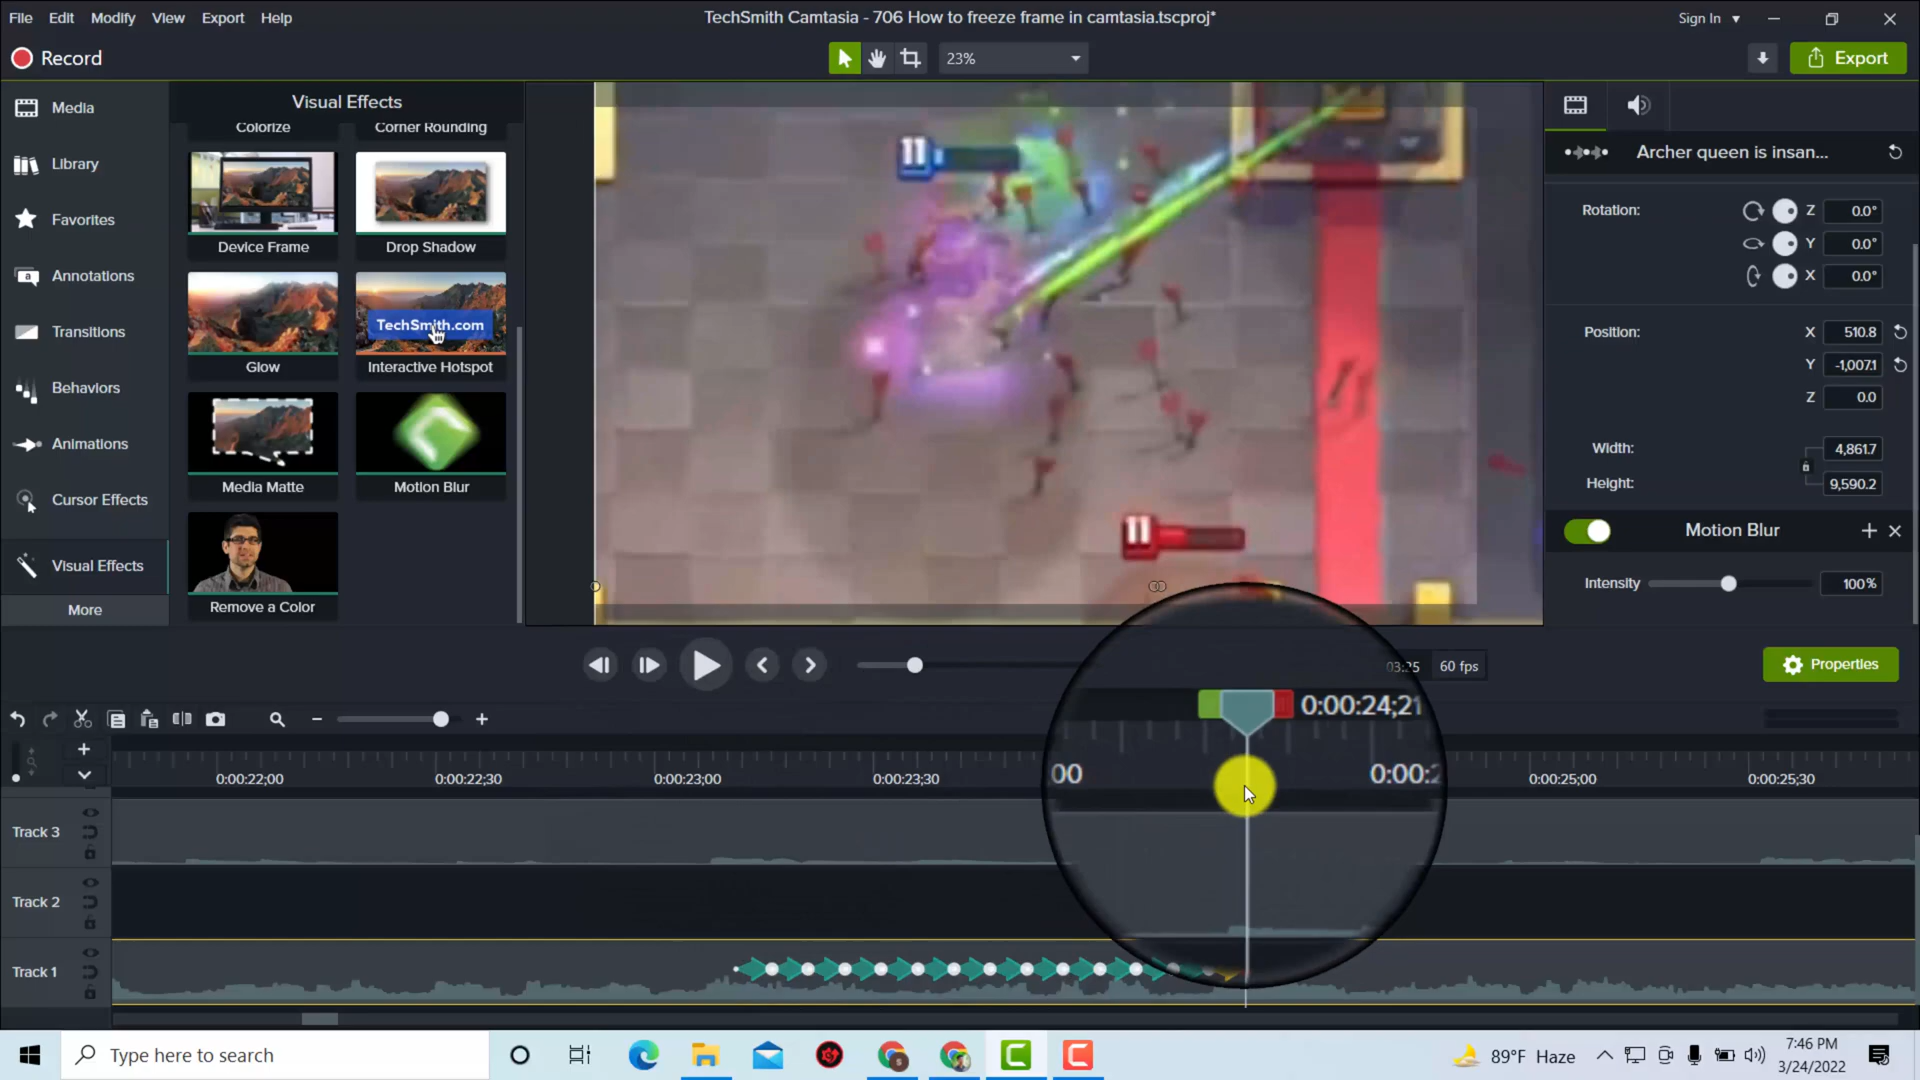 File Edit Modify View Export Help
TechSmith Camtasia - 706 How to freeze frame in camtasia.tscproj*
Sign In
Record
23%
Export
Media
Library
Favorites
Annotations
Transitions
Behaviors
Animations
Cursor Effects
Visual Effects
More
Visual Effects
Colorize Corner Rounding
Device Frame Drop Shadow
TechSmith.com
Glow Interactive Hotspot
Media Matte Motion Blur
Remove a Color
11
11
Archer queen is insan...
Rotation: Z 0.0°
Y 0.0°
X 0.0°
Position: X 510.8
Y -1,007.1
Z 0.0
Width: 4,861.7
Height: 9,590.2
Motion Blur
Intensity 100%
03:25 60 fps
Properties
0:00:24;21
00 0:00:2
0:00:22;00 0:00:22;30 0:00:23;00 0:00:23;30 0:00:25;00 0:00:25;30
Track 3
Track 2
Track 1
Type here to search
89°F Haze
7:46 PM
3/24/2022